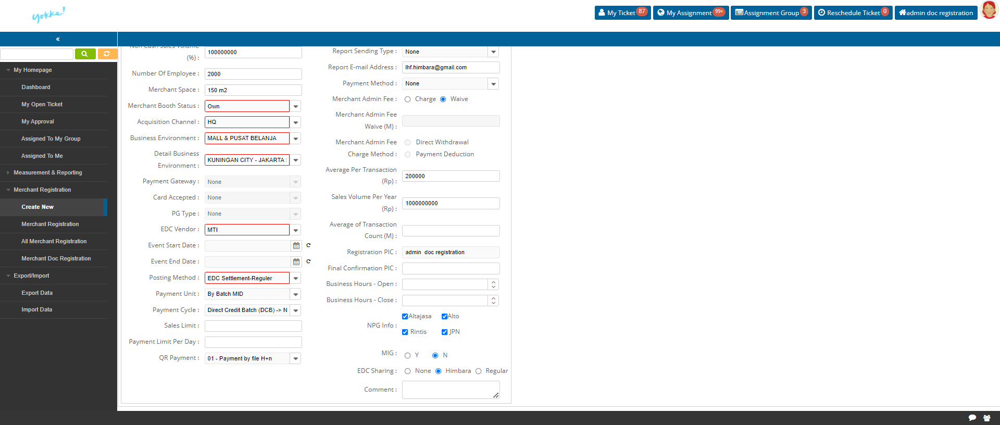 yokke!
My Ticket 87
My Assignment 99+
Assignment Group 3
Reschedule Ticket 0
admin doc registration
«
My Homepage
Dashboard
My Open Ticket
My Approval
Assigned To My Group
Assigned To Me
Measurement & Reporting
Merchant Registration
Create New
Merchant Registration
All Merchant Registration
Merchant Doc Registration
Export/Import
Export Data
Import Data
Non Cash Sales Volume
(%) : 100000000
Number Of Employee : 2000
Merchant Space : 150 m2
Merchant Booth Status : Own
Acquisition Channel : HQ
Business Environment : MALL & PUSAT BELANJA
Detail Business
Environment : KUNINGAN CITY - JAKARTA
Payment Gateway : None
Card Accepted : None
PG Type : None
EDC Vendor : MTI
Event Start Date :
Event End Date :
Posting Method : EDC Settlement-Reguler
Payment Unit : By Batch MID
Payment Cycle : Direct Credit Batch (DCB) -> N
Sales Limit :
Payment Limit Per Day :
QR Payment : 01 - Payment by file H+n
Report Sending Type : None
Report E-mail Address : lhf.himbara@gmail.com
Payment Method : None
Merchant Admin Fee : Charge Waive
Merchant Admin Fee
Waive (M) :
Merchant Admin Fee Direct Withdrawal
Charge Method : Payment Deduction
Average Per Transaction
(Rp) : 200000
Sales Volume Per Year
(Rp) : 1000000000
Average of Transaction
Count (M) :
Registration PIC : admin doc registration
Final Confirmation PIC :
Business Hours - Open :
Business Hours - Close :
Altajasa Alto
NPG Info :
Rintis JPN
MIG : Y N
EDC Sharing : None Himbara Regular
Comment :